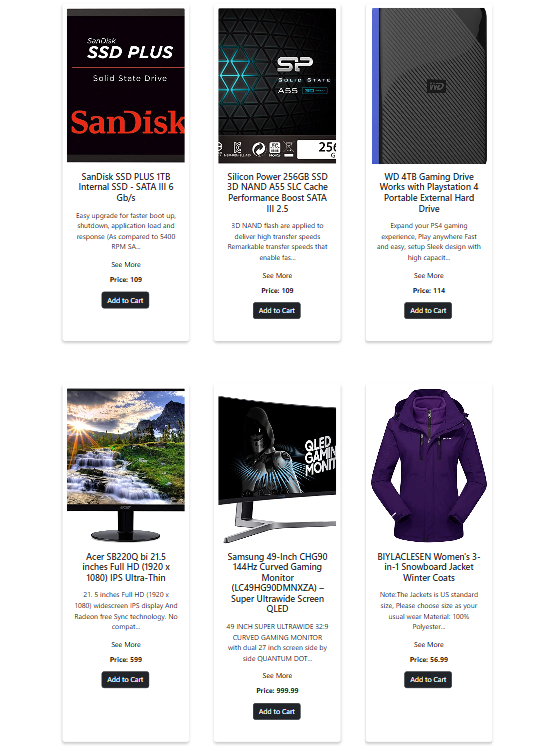 SanDisk
SSD PLUS
Solid State Drive
SanDisk
SanDisk SSD PLUS 1TB
Internal SSD - SATA III 6
Gb/s
Easy upgrade for faster boot up,
shutdown, application load and
response (As compared to 5400
RPM SA...
See More
Price: 109
Add to Cart
SP
SOLID STATE
A55
256
Silicon Power 256GB SSD
3D NAND A55 SLC Cache
Performance Boost SATA
III 2.5
3D NAND flash are applied to
deliver high transfer speeds
Remarkable transfer speeds that
enable fas...
See More
Price: 109
Add to Cart
WD
WD 4TB Gaming Drive
Works with Playstation 4
Portable External Hard
Drive
Expand your PS4 gaming
experience, Play anywhere Fast
and easy, setup Sleek design with
high capacit...
See More
Price: 114
Add to Cart
acer
Acer SB220Q bi 21.5
inches Full HD (1920 x
1080) IPS Ultra-Thin
21. 5 inches Full HD (1920 x
1080) widescreen IPS display And
Radeon free Sync technology. No
compat...
See More
Price: 599
Add to Cart
QLED
GAMIN
MONIT
Samsung 49-Inch CHG90
144Hz Curved Gaming
Monitor
(LC49HG90DMNXZA) –
Super Ultrawide Screen
QLED
49 INCH SUPER ULTRAWIDE 32:9
CURVED GAMING MONITOR
with dual 27 inch screen side by
side QUANTUM DOT...
See More
Price: 999.99
Add to Cart
BIYLACLESEN Women's 3-
in-1 Snowboard Jacket
Winter Coats
Note:The Jackets is US standard
size, Please choose size as your
usual wear Material: 100%
Polyester...
See More
Price: 56.99
Add to Cart